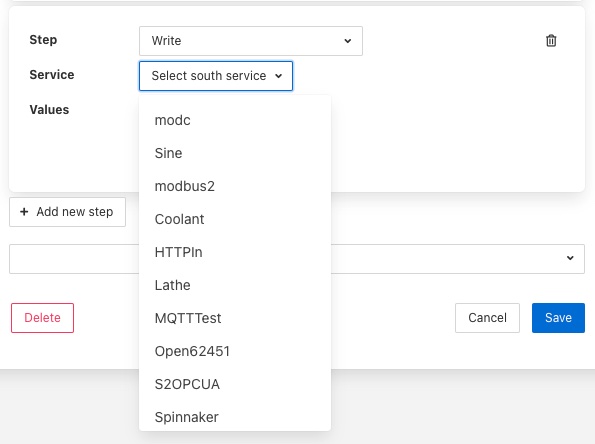 Step Write
Service Select south service
Values
modc
Sine
modbus2
Coolant
HTTPIn
Lathe
MQTTTest
Open62451
S2OPCUA
Spinnaker
+ Add new step
Delete Cancel Save